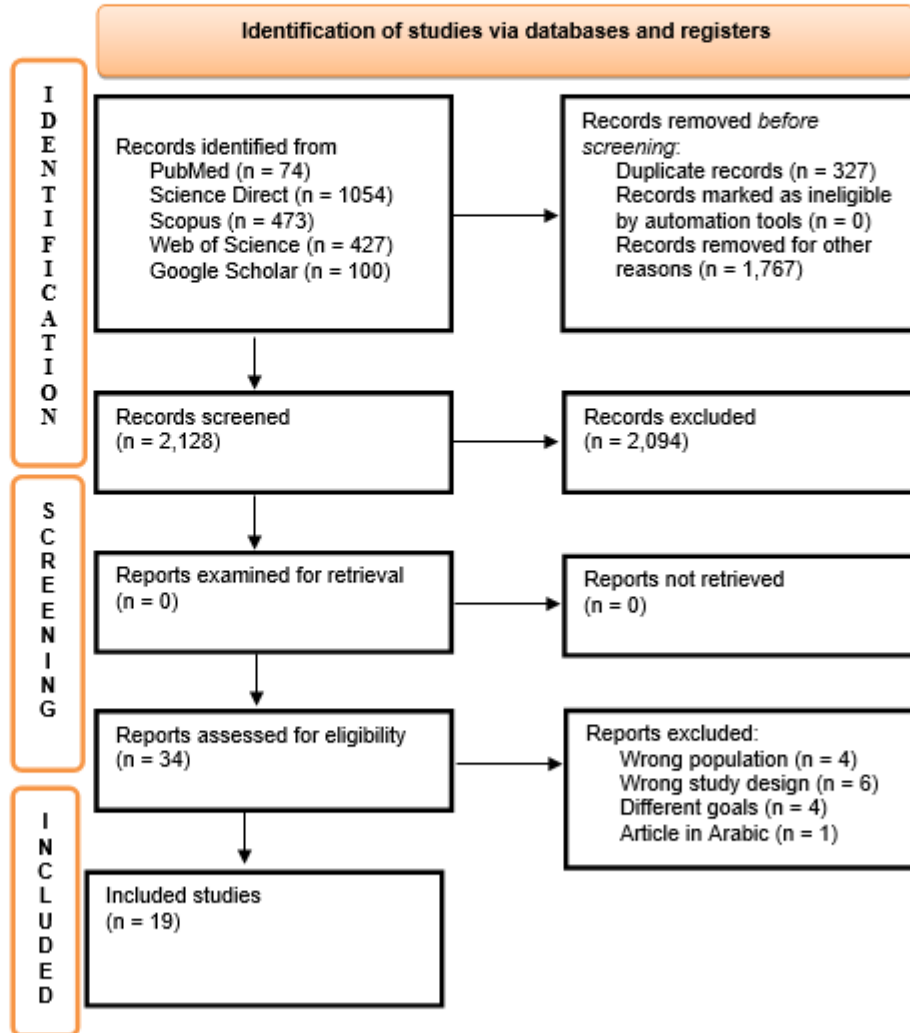 Identification of studies via databases and registers
IDENTIFICATION
Records identified from
PubMed (n = 74)
Science Direct (n = 1054)
Scopus (n = 473)
Web of Science (n = 427)
Google Scholar (n = 100)
Records removed before
screening:
Duplicate records (n = 327)
Records marked as ineligible
by automation tools (n = 0)
Records removed for other
reasons (n = 1,767)
Records screened
(n = 2,128)
Records excluded
(n = 2,094)
SCREENING
Reports examined for retrieval
(n = 0)
Reports not retrieved
(n = 0)
Reports assessed for eligibility
(n = 34)
Reports excluded:
Wrong population (n = 4)
Wrong study design (n = 6)
Different goals (n = 4)
Article in Arabic (n = 1)
INCLUDED
Included studies
(n = 19)